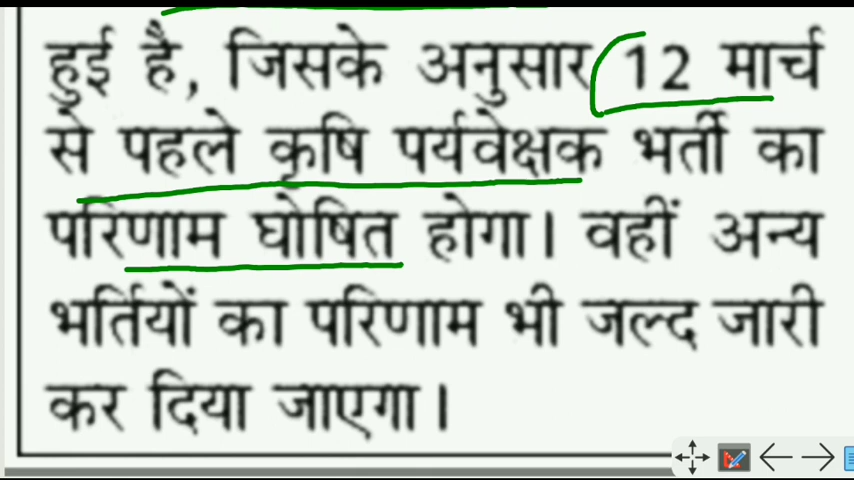 हुई है, जिसके अनुसार 12 मार्च
से पहले कृषि पर्यवेक्षक भर्ती का
परिणाम घोषित होगा। वहीं अन्य
भर्तियों का परिणाम भी जल्द जारी
कर दिया जाएगा।